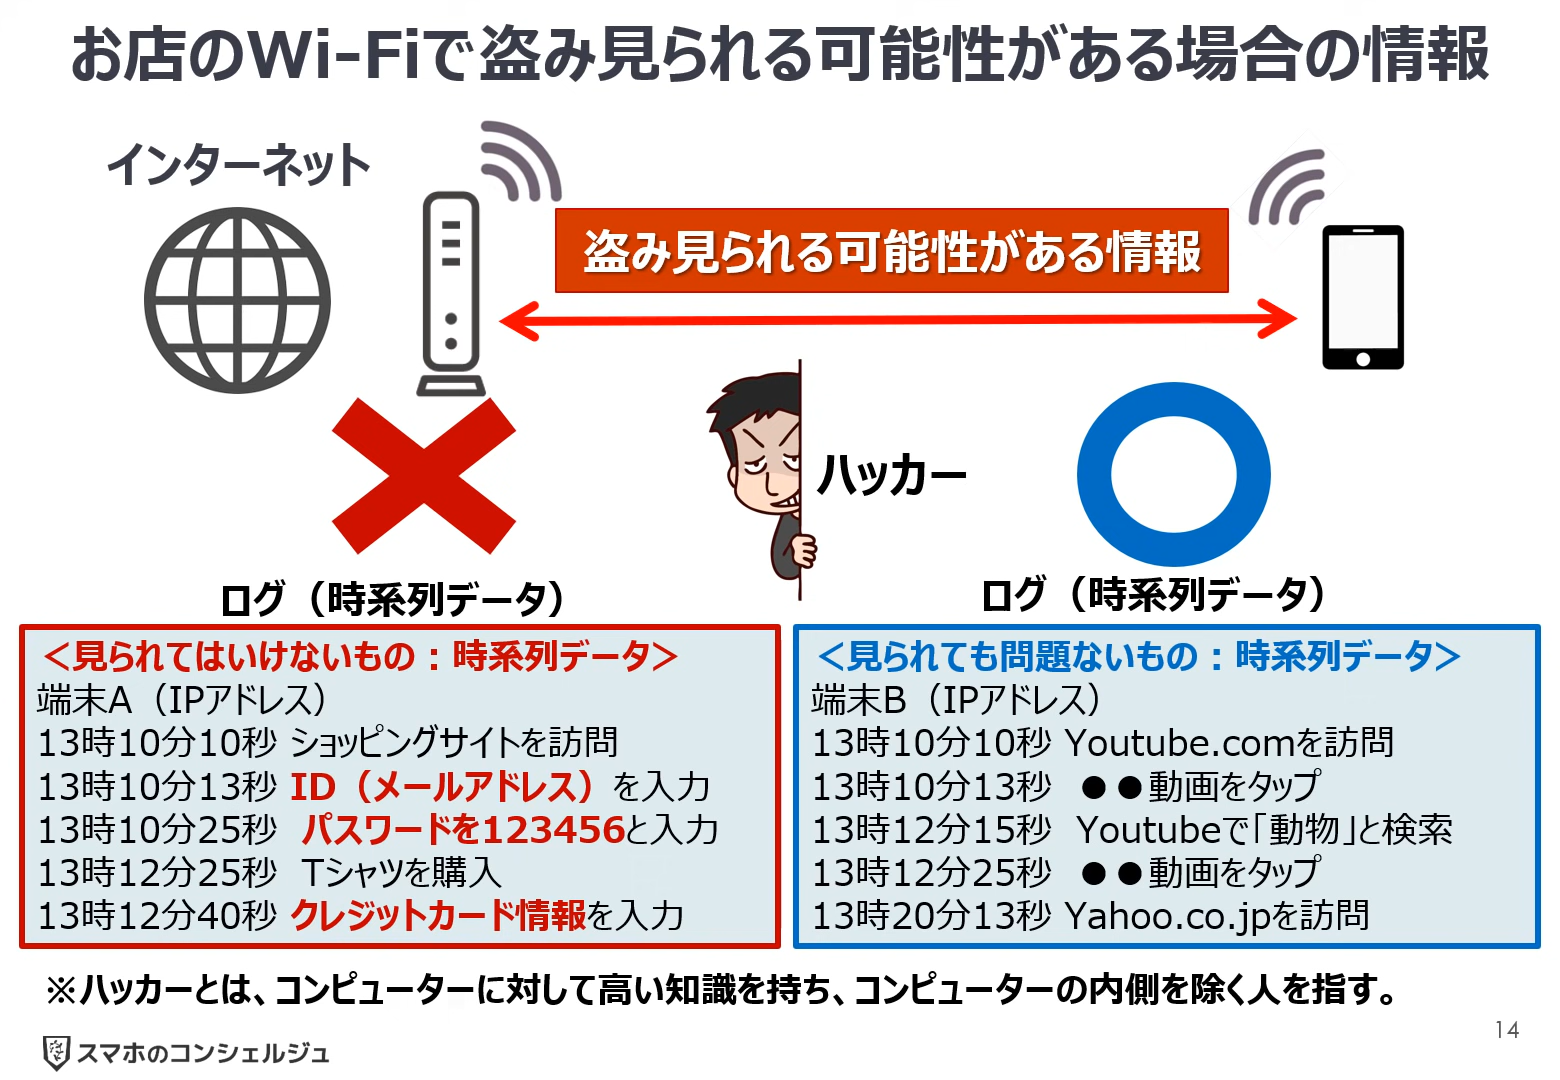 お店のWi-Fiで盗み見られる可能性がある場合の情報
インターネット
盗み見られる可能性がある情報
ハッカー
ログ（時系列データ）
＜見られてはいけないもの：時系列データ＞
端末A（IPアドレス）
13時10分10秒 ショッピングサイトを訪問
13時10分13秒 ID（メールアドレス）を入力
13時10分25秒 パスワードを123456と入力
13時12分25秒 Tシャツを購入
13時12分40秒 クレジットカード情報を入力
ログ（時系列データ）
＜見られても問題ないもの：時系列データ＞
端末B（IPアドレス）
13時10分10秒 Youtube.comを訪問
13時10分13秒 ●●動画をタップ
13時12分15秒 Youtubeで「動物」と検索
13時12分25秒 ●●動画をタップ
13時20分13秒 Yahoo.co.jpを訪問
※ハッカーとは、コンピューターに対して高い知識を持ち、コンピューターの内側を除く人を指す。
スマホのコンシェルジュ
14